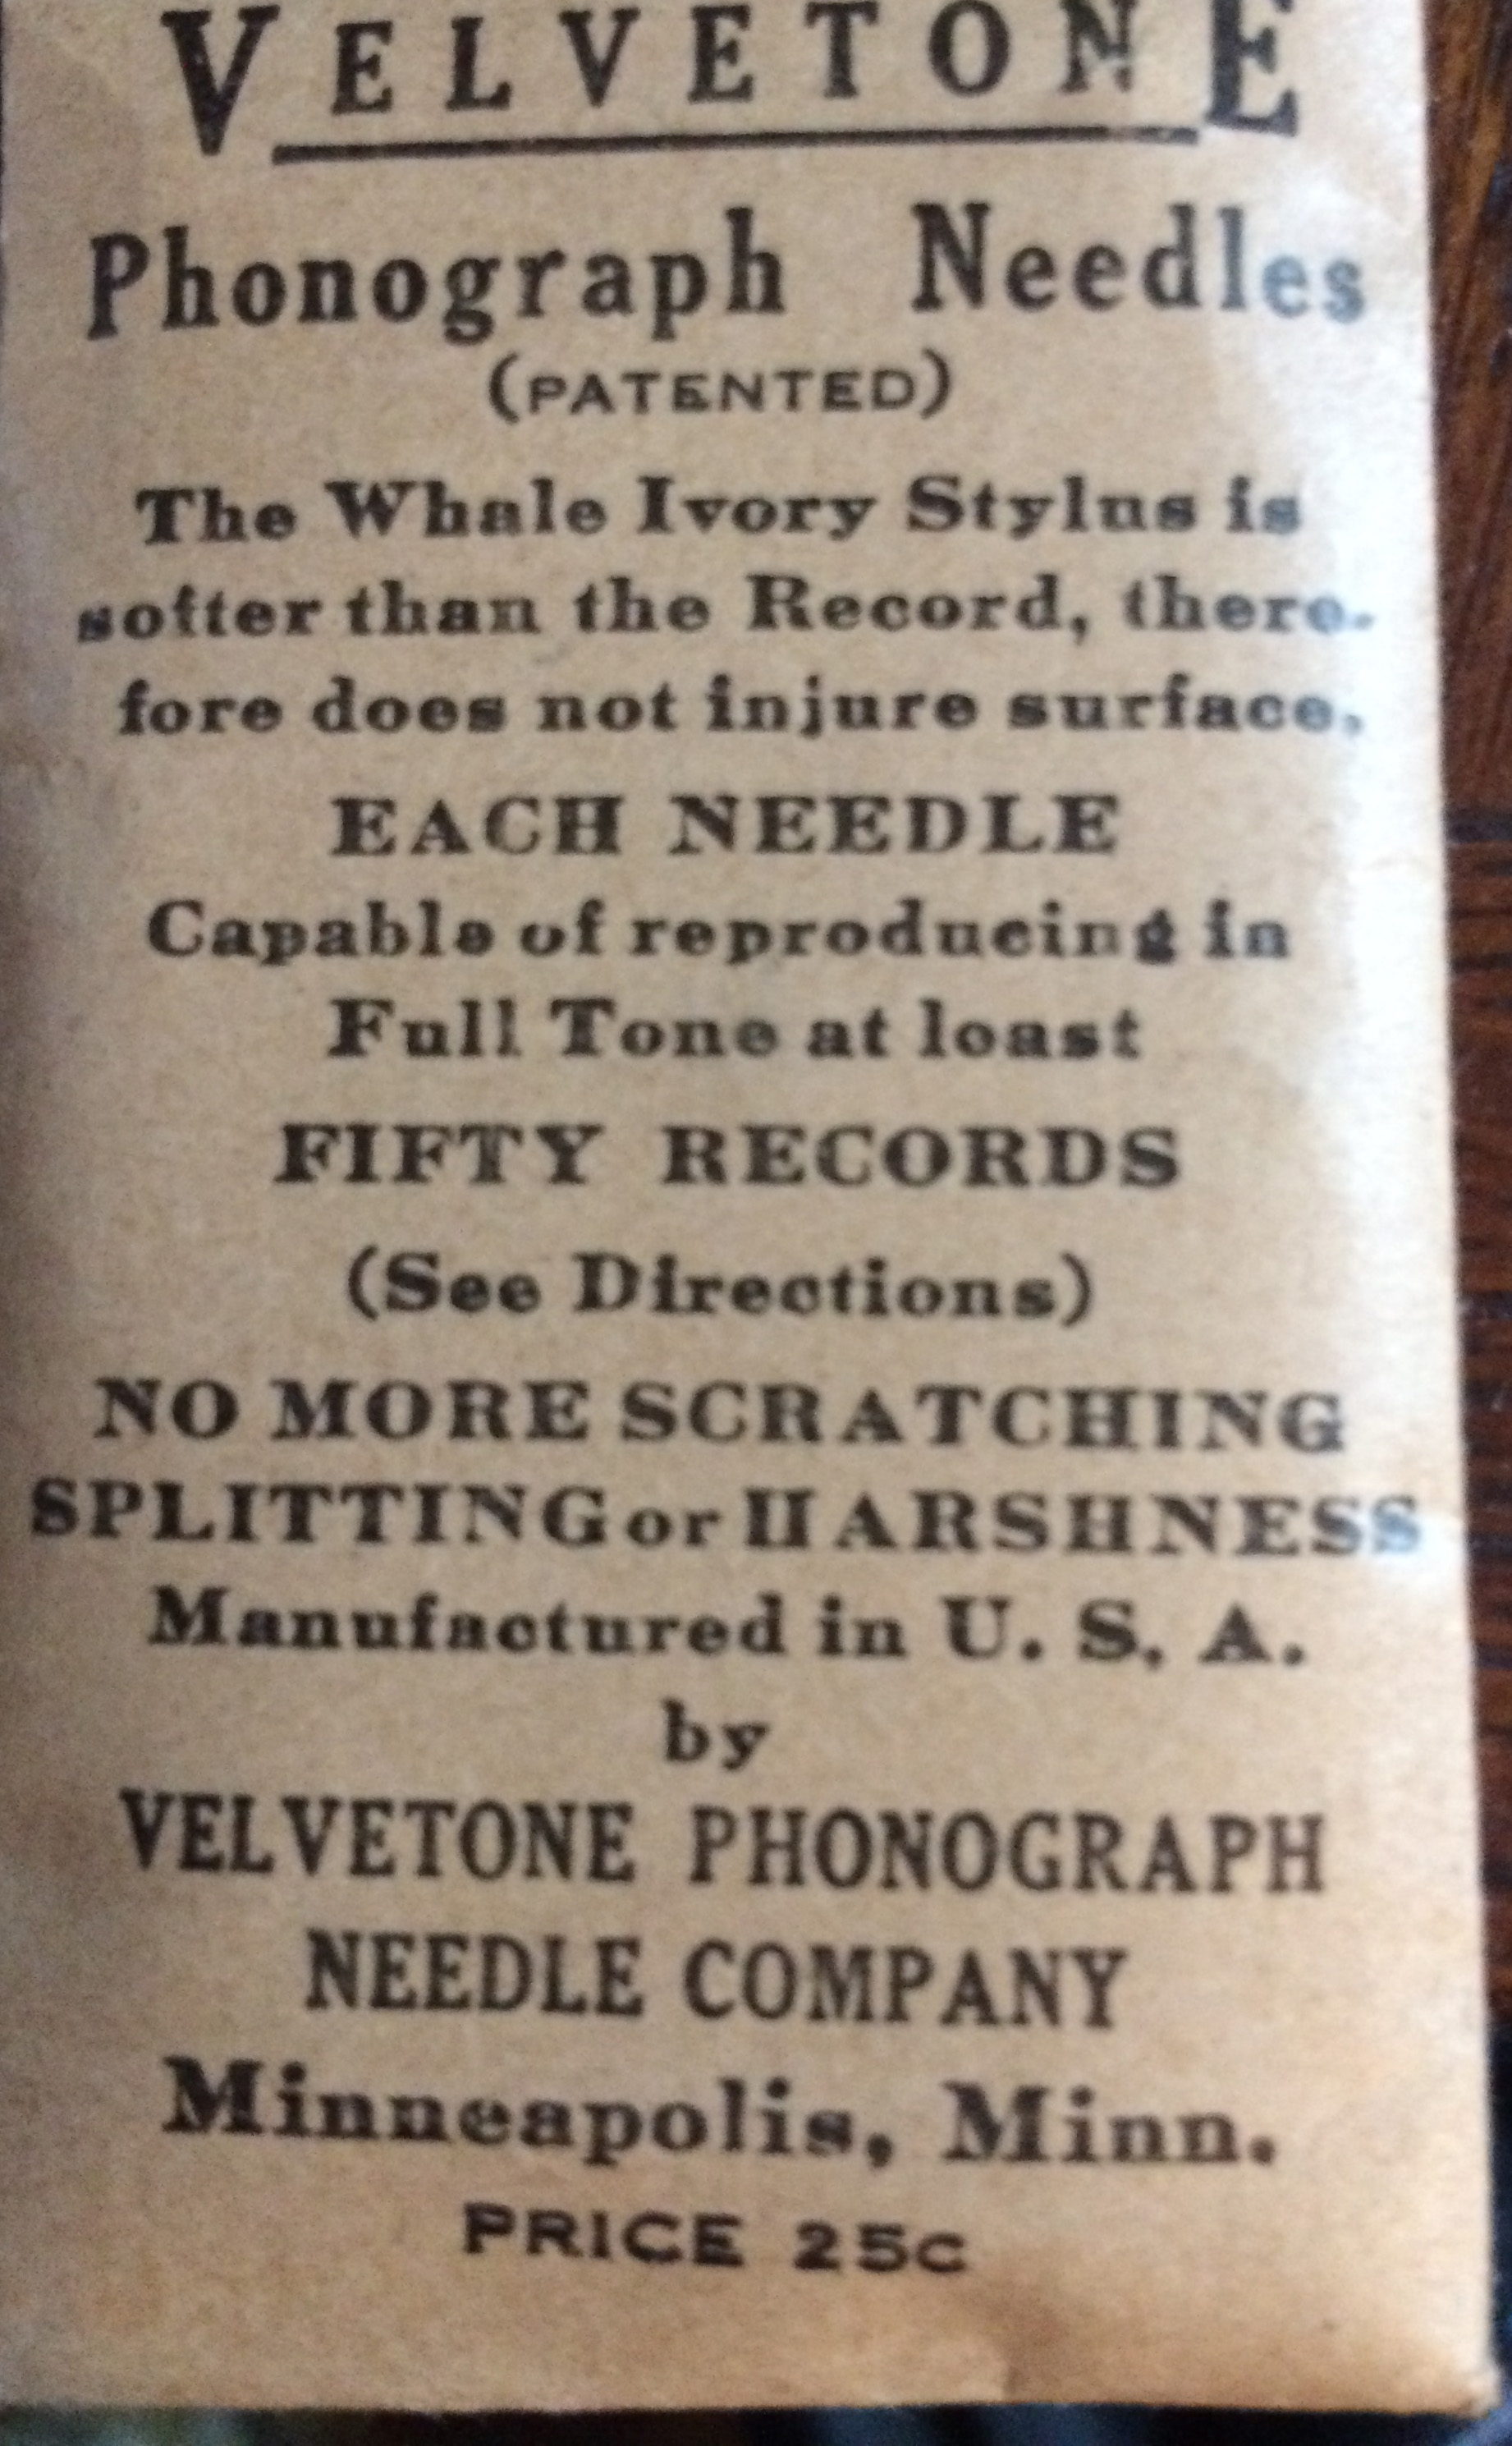 VELVETONE
Phonograph Needles
(PATENTED)
The Whale Ivory Stylus is
softer than the Record, there-
fore does not injure surface.
EACH NEEDLE
Capable of reproducing in
Full Tone at least
FIFTY RECORDS
(See Directions)
NO MORE SCRATCHING
SPLITTING or HARSHNESS
Manufactured in U. S. A.
by
VELVETONE PHONOGRAPH
NEEDLE COMPANY
Minneapolis, Minn.
PRICE 25c